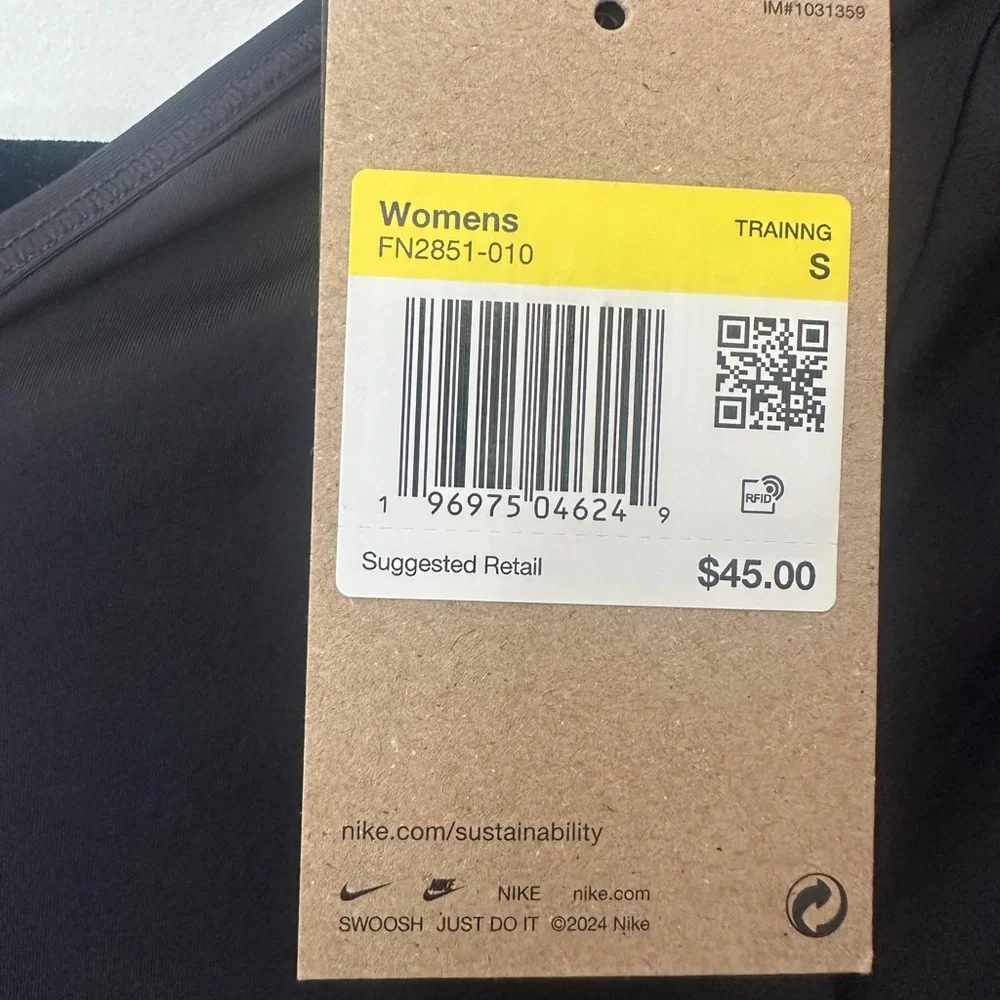 IM#1031359
Womens
FN2851-010
TRAINNG
S
1 96975 04624 9
RFID
Suggested Retail
$45.00
nike.com/sustainability
NIKE NIKE nike.com
SWOOSH JUST DO IT ©2024 Nike